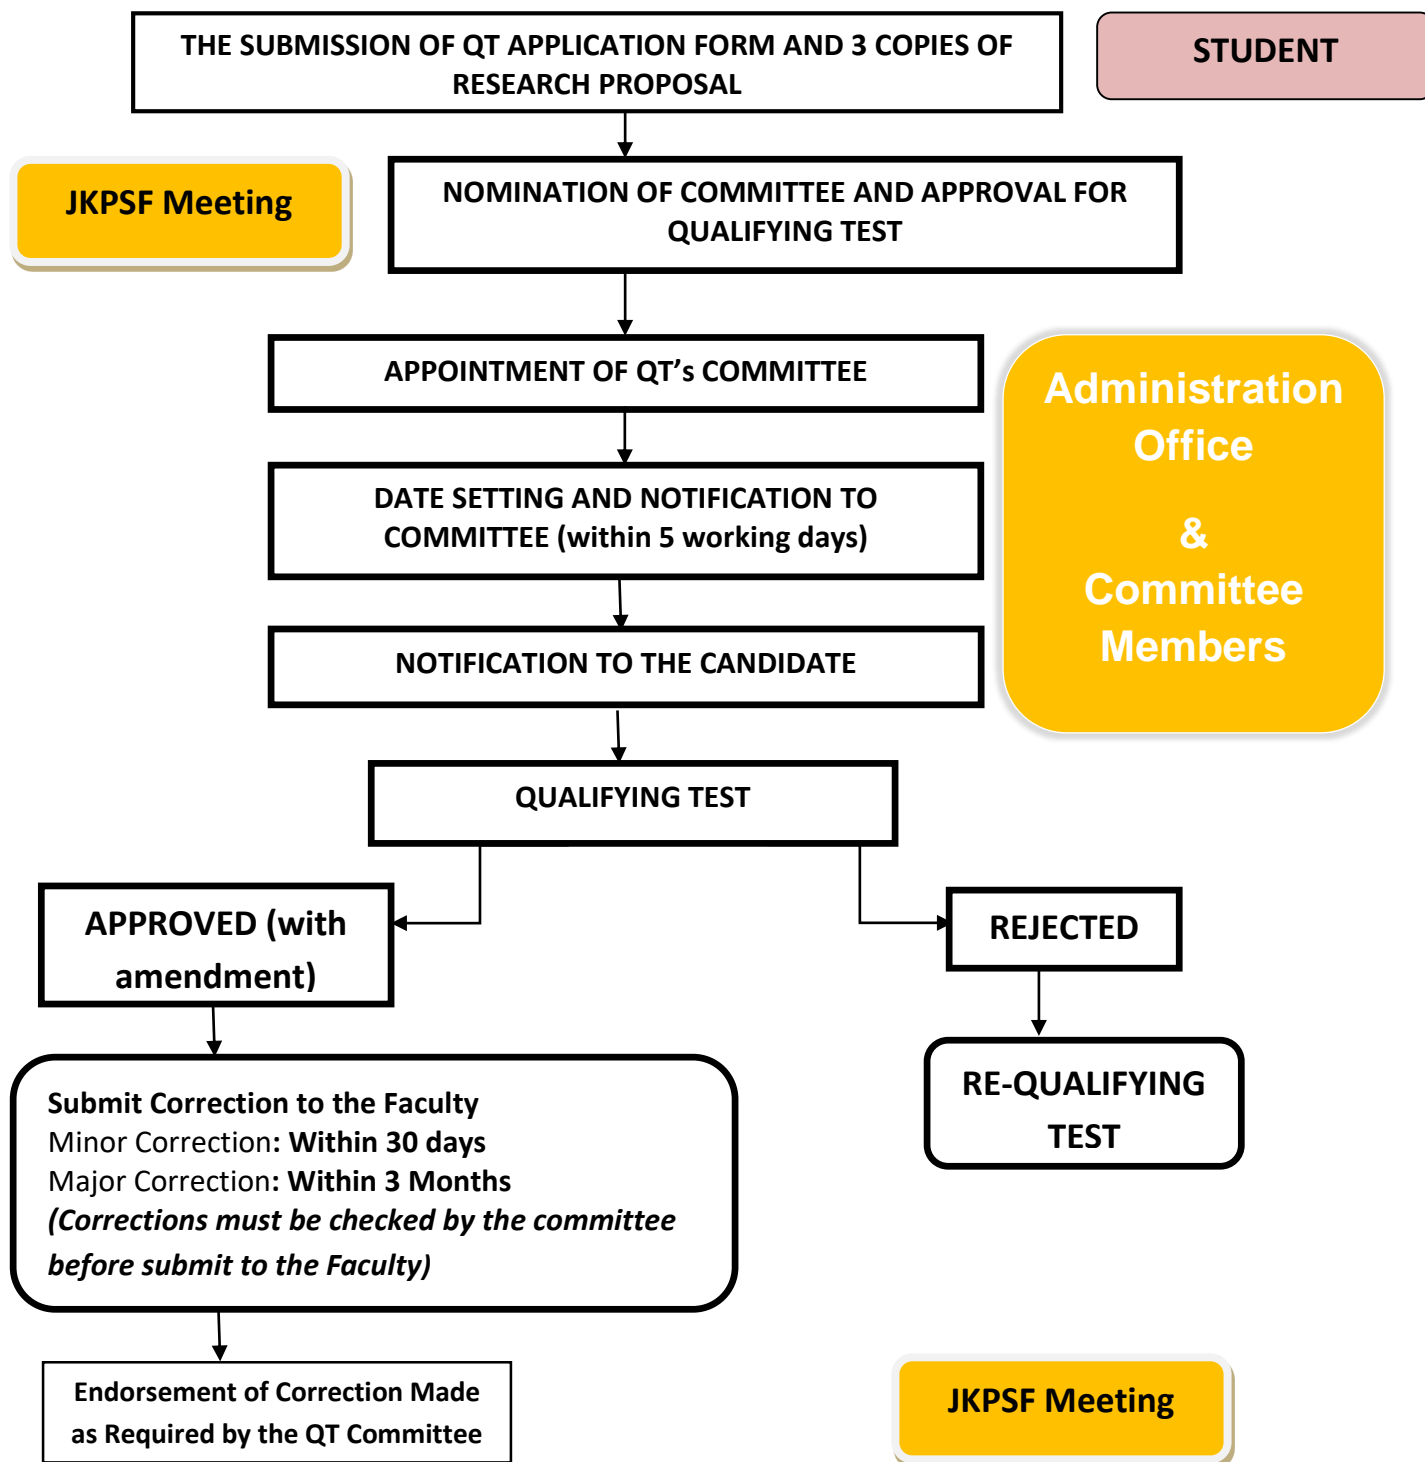 THE SUBMISSION OF QT APPLICATION FORM AND 3 COPIES OF
RESEARCH PROPOSAL
STUDENT
JKPSF Meeting
NOMINATION OF COMMITTEE AND APPROVAL FOR
QUALIFYING TEST
APPOINTMENT OF QT's COMMITTEE
Administration
Office
&
Committee
Members
DATE SETTING AND NOTIFICATION TO
COMMITTEE (within 5 working days)
NOTIFICATION TO THE CANDIDATE
QUALIFYING TEST
APPROVED (with
amendment)
REJECTED
RE-QUALIFYING
TEST
Submit Correction to the Faculty
Minor Correction: Within 30 days
Major Correction: Within 3 Months
(Corrections must be checked by the committee
before submit to the Faculty)
Endorsement of Correction Made
as Required by the QT Committee
JKPSF Meeting